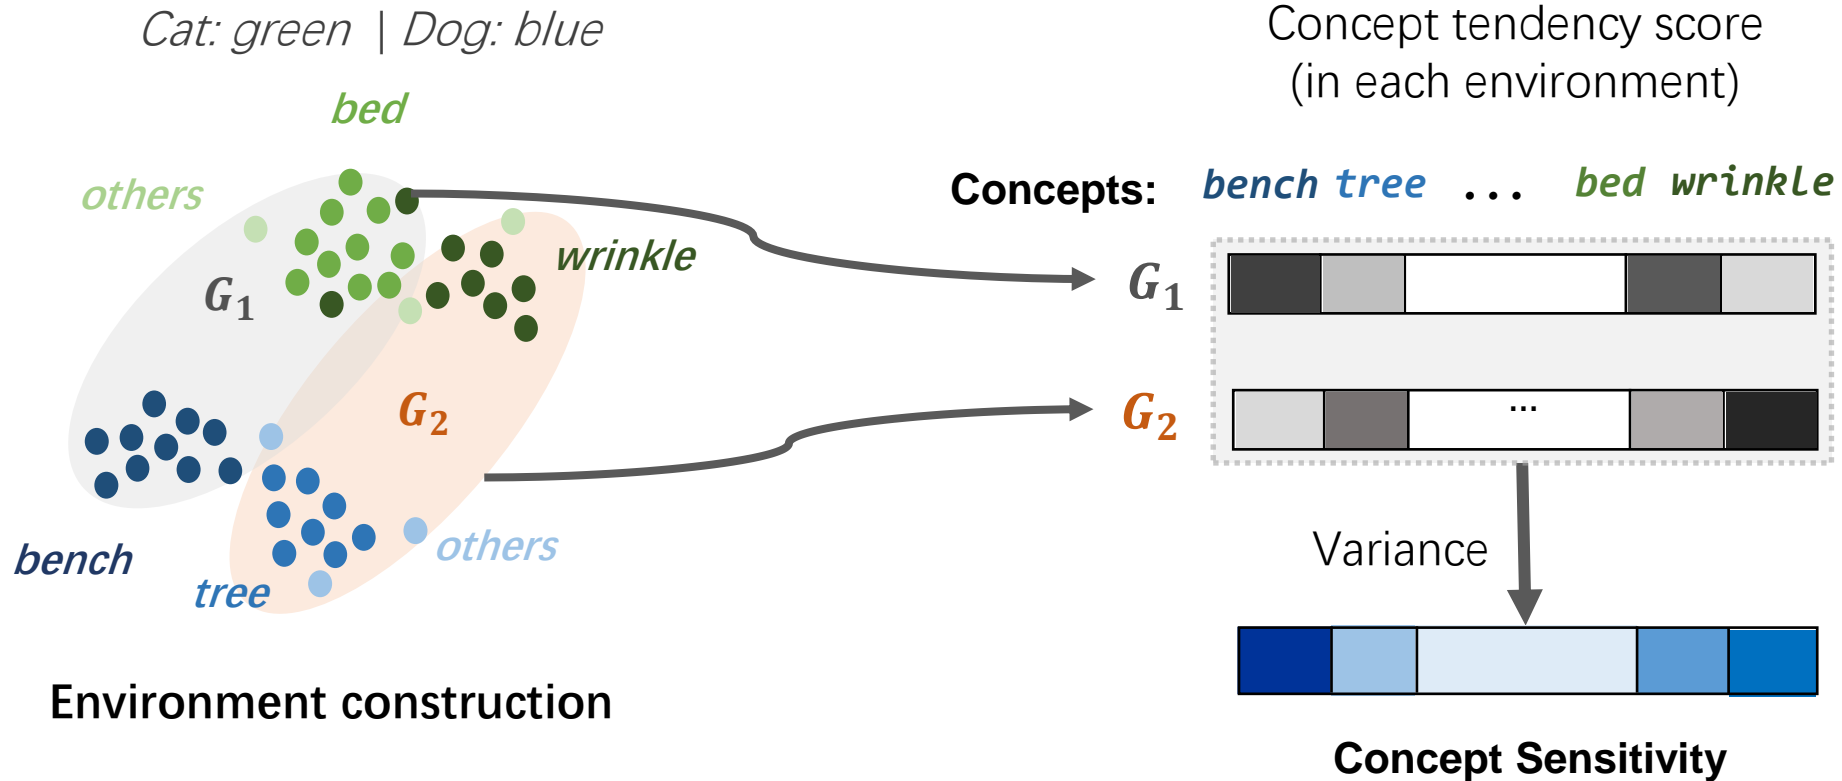 Cat: green | Dog: blue
Concept tendency score
(in each environment)
bed
others
Concepts: bench tree ... bed wrinkle
wrinkle
G₁
G₁
G₂
G₂
...
bench
others
tree
Variance
Environment construction
Concept Sensitivity